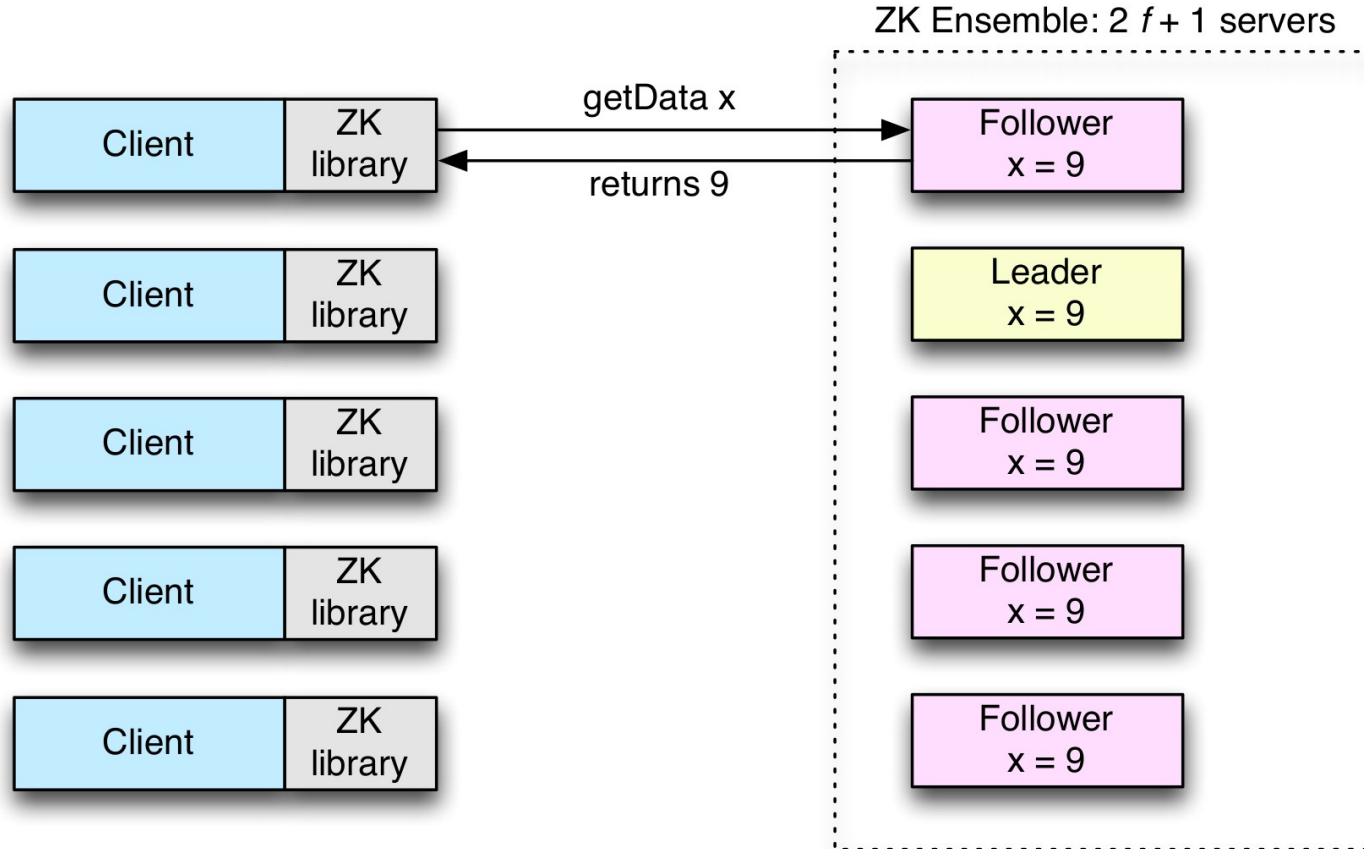 ZK Ensemble: 2 f + 1 servers
Client
ZK
library
getData x
returns 9
Follower
x = 9
Client
ZK
library
Leader
x = 9
Client
ZK
library
Follower
x = 9
Client
ZK
library
Follower
x = 9
Client
ZK
library
Follower
x = 9